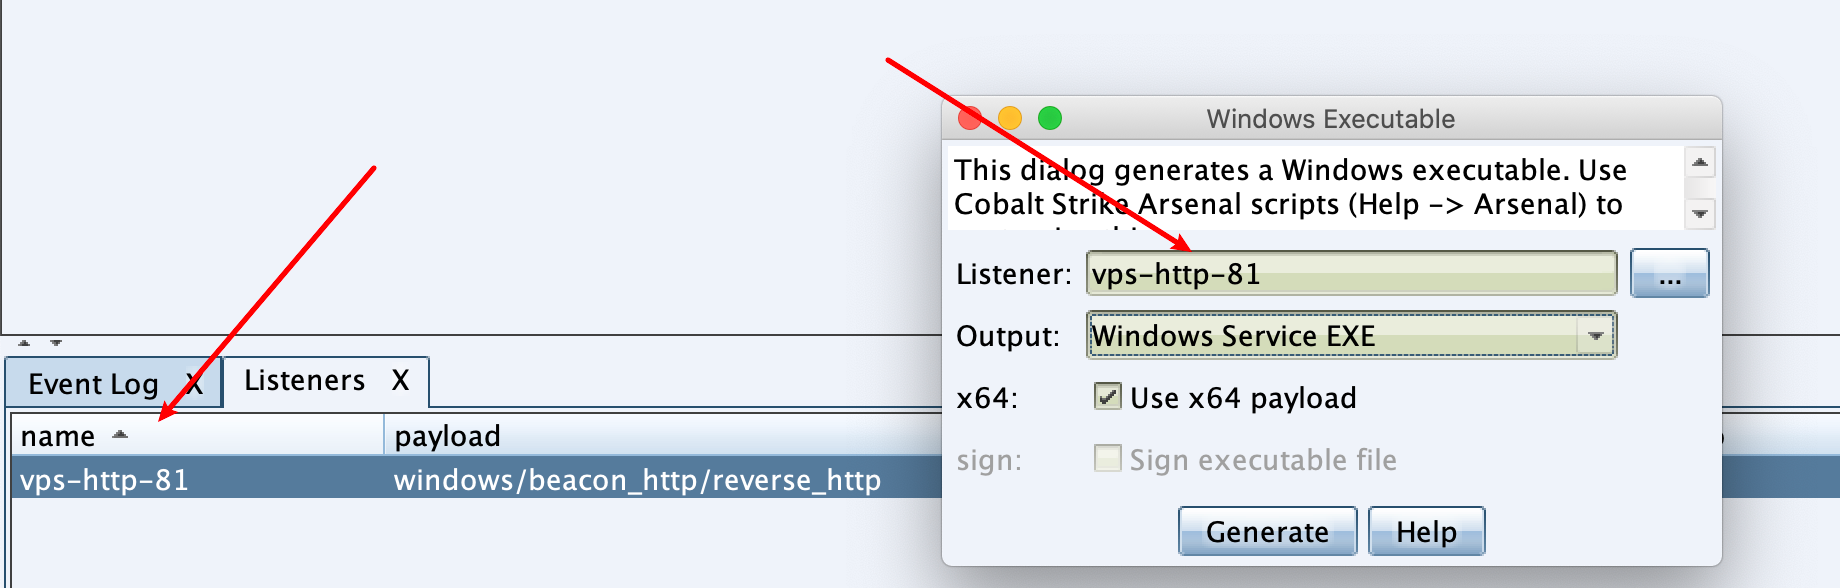 Windows Executable
This dialog generates a Windows executable. Use
Cobalt Strike Arsenal scripts (Help -> Arsenal) to
Listener: vps-http-81 ...
Output: Windows Service EXE
x64: Use x64 payload
sign: Sign executable file
Generate Help
Event Log X Listeners X
name payload
vps-http-81 windows/beacon_http/reverse_http